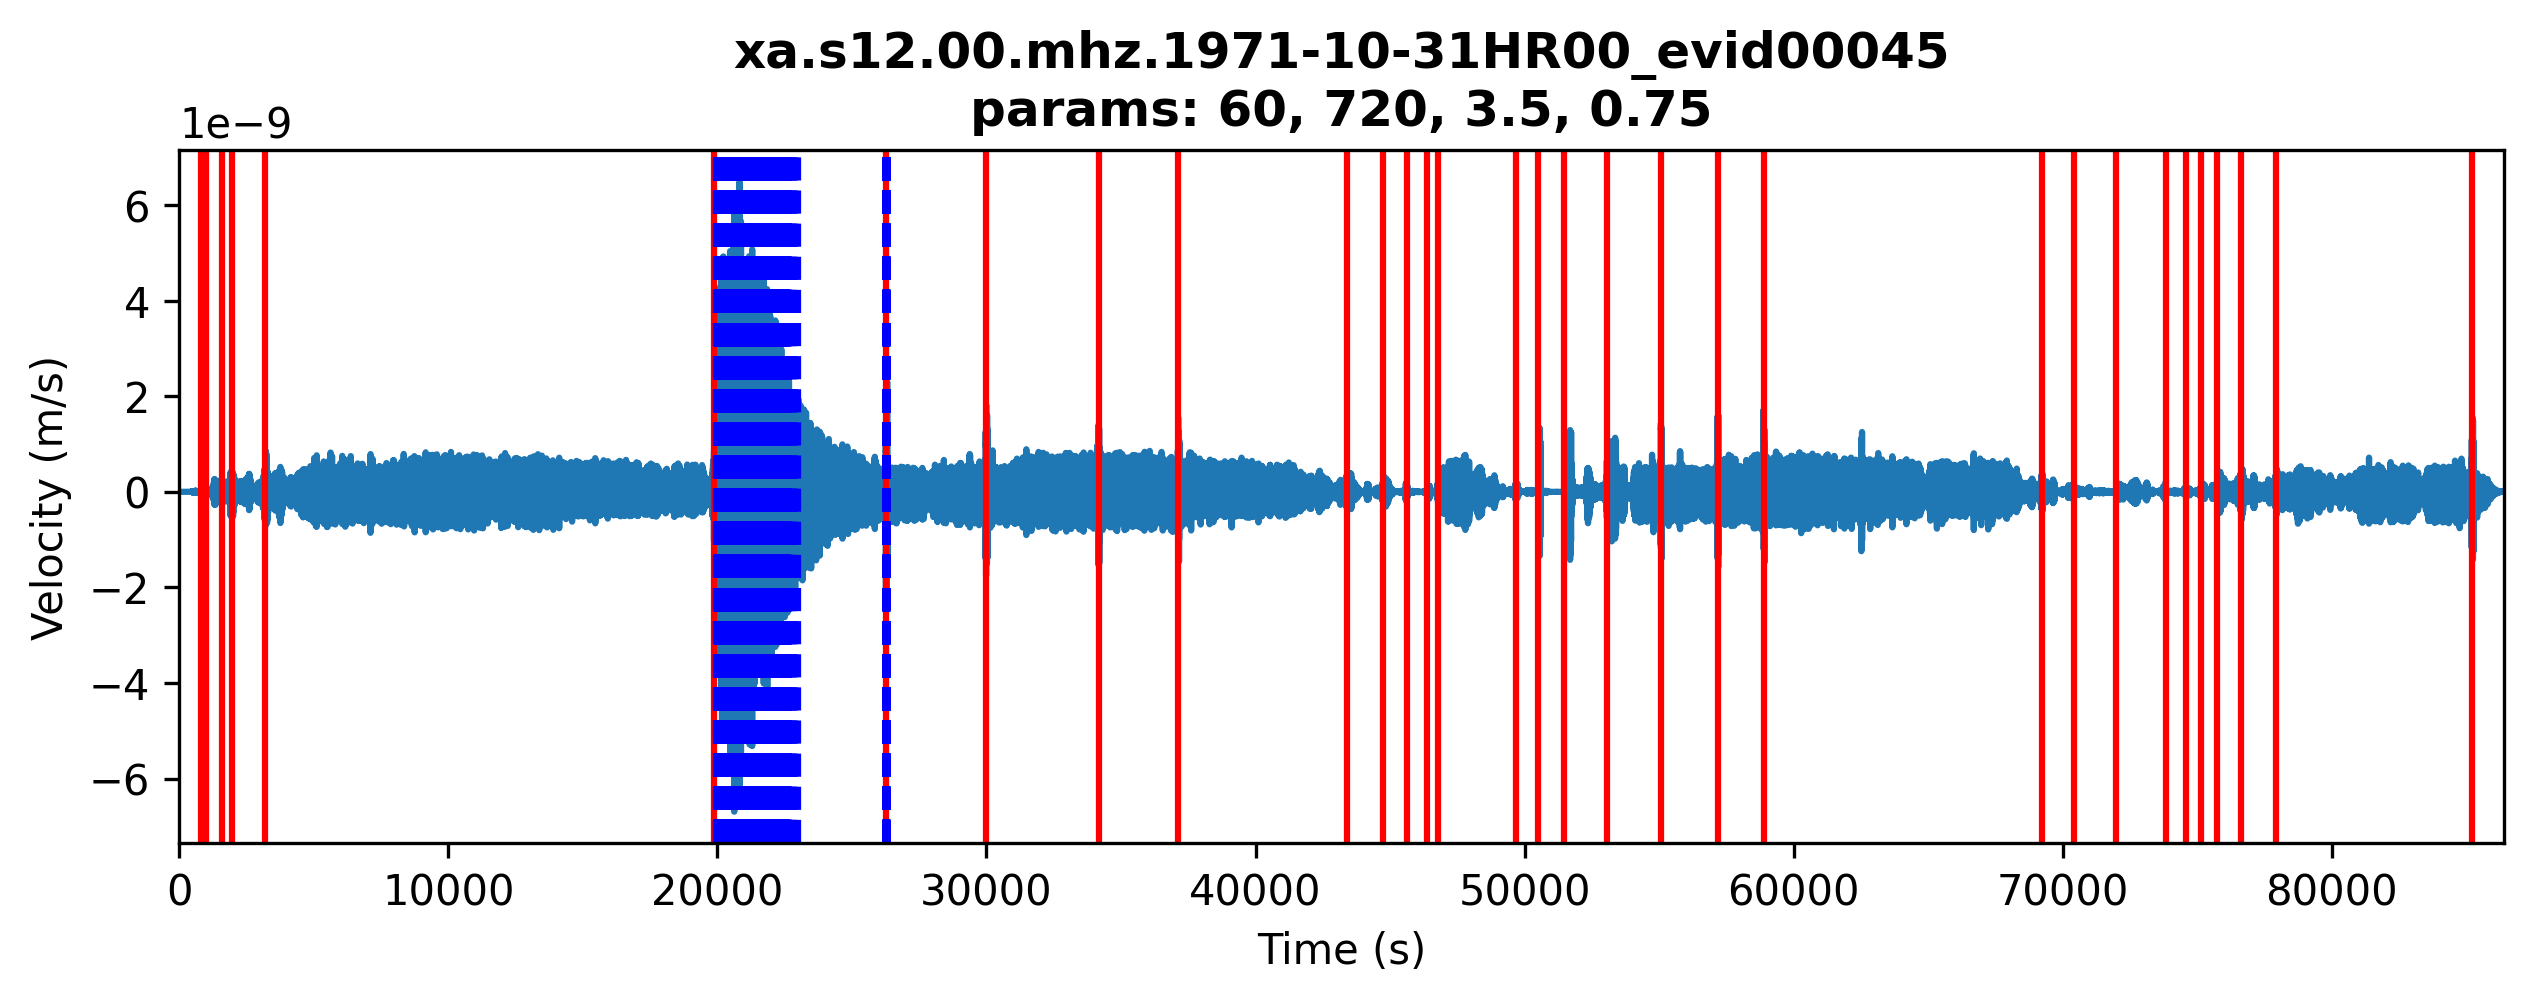 xa.s12.00.mhz.1971-10-31HR00_evid00045
params: 60, 720, 3.5, 0.75
1e−9
6
4
2
0
−2
−4
−6
Velocity (m/s)
0 10000 20000 30000 40000 50000 60000 70000 80000
Time (s)